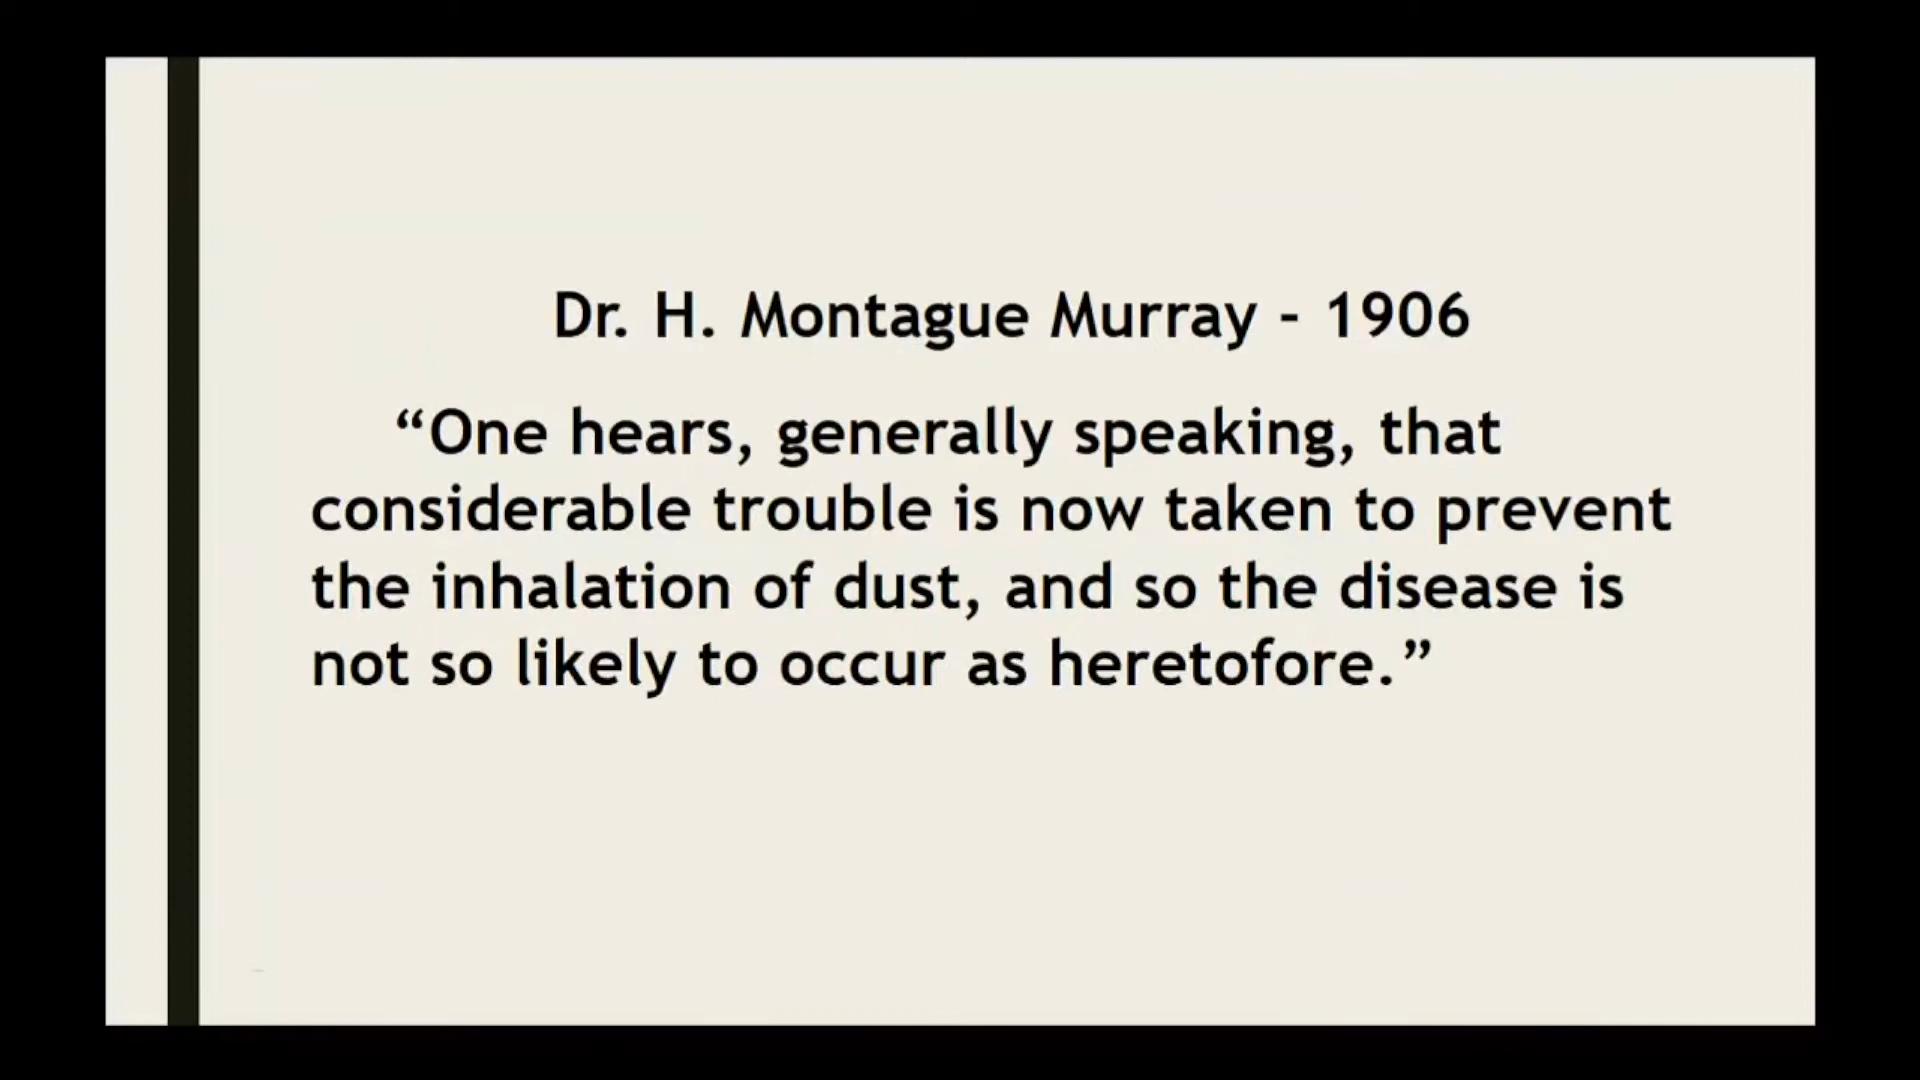 Dr. H. Montague Murray - 1906
“One hears, generally speaking, that
considerable trouble is now taken to prevent
the inhalation of dust, and so the disease is
not so likely to occur as heretofore.”